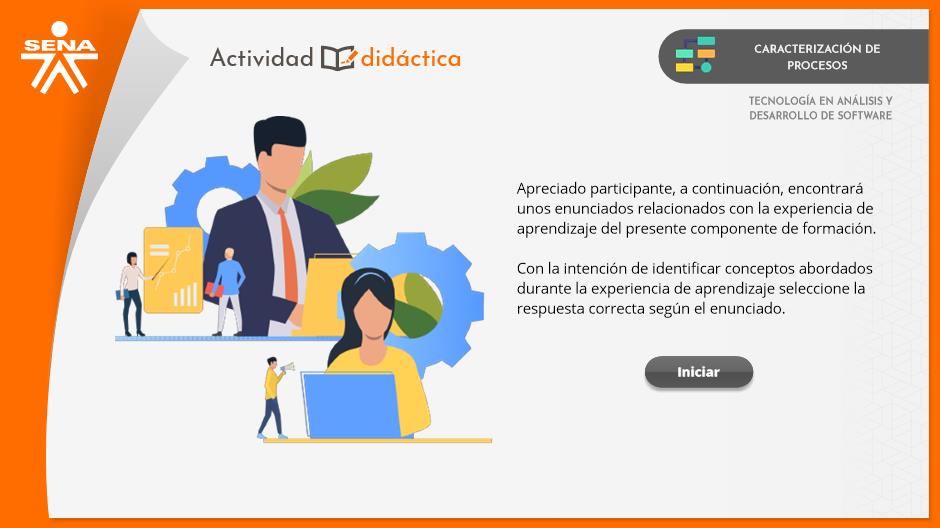 SENA
Actividad didáctica
CARACTERIZACIÓN DE
PROCESOS
TECNOLOGÍA EN ANÁLISIS Y
DESARROLLO DE SOFTWARE
Apreciado participante, a continuación, encontrará
unos enunciados relacionados con la experiencia de
aprendizaje del presente componente de formación.
Con la intención de identificar conceptos abordados
durante la experiencia de aprendizaje seleccione la
respuesta correcta según el enunciado.
Iniciar